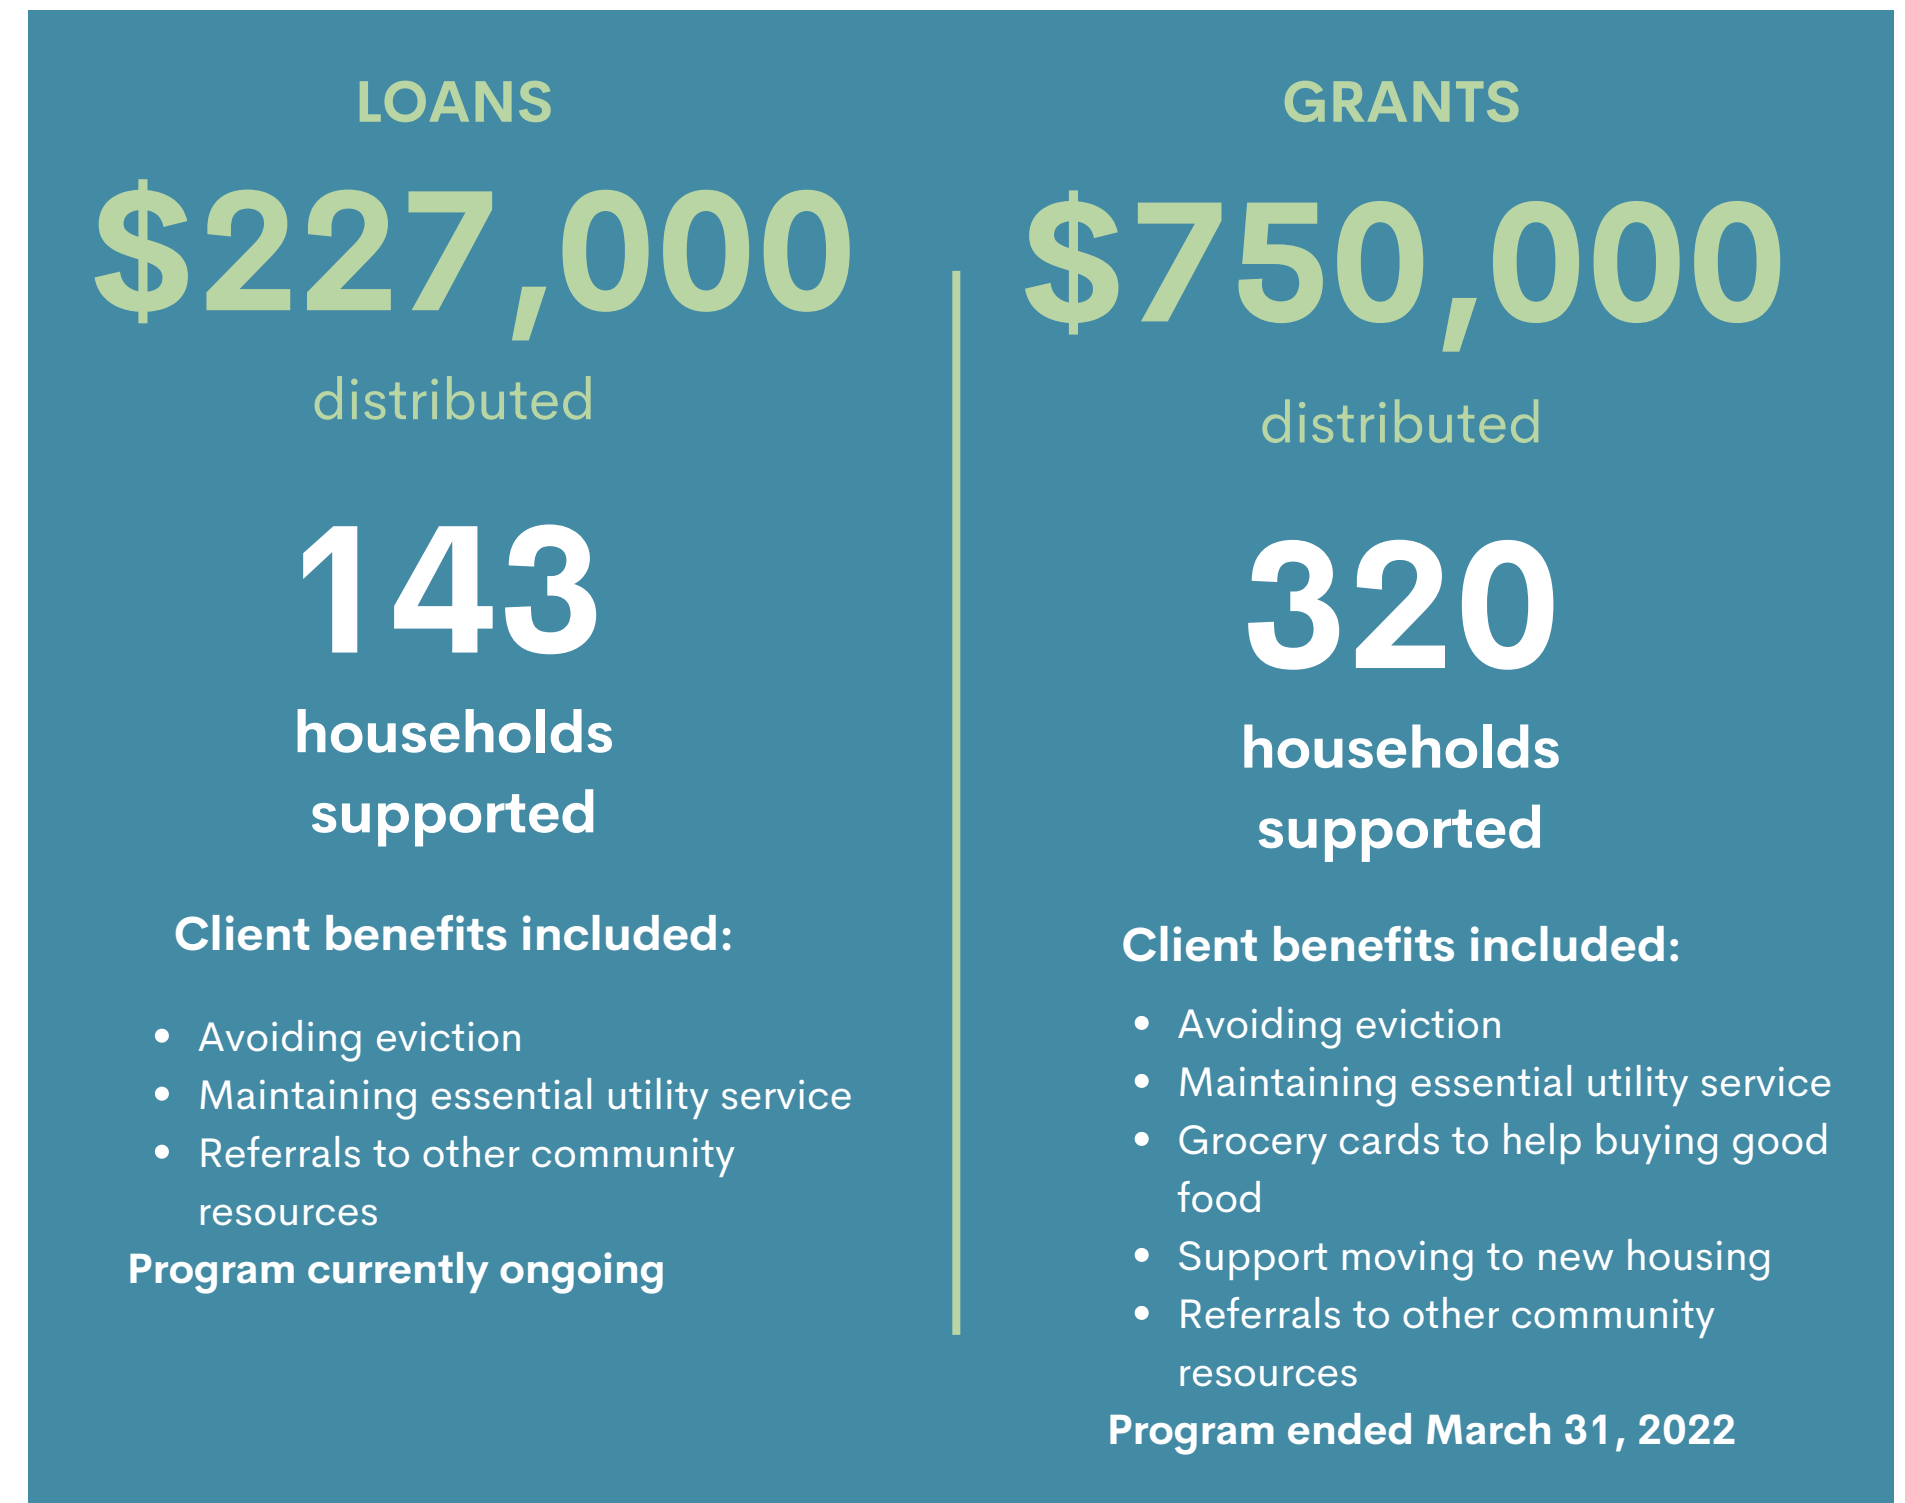 LOANS
$227,000
distributed
143
households
supported
Client benefits included:
• Avoiding eviction
• Maintaining essential utility service
• Referrals to other community
resources
Program currently ongoing
GRANTS
$750,000
distributed
320
households
supported
Client benefits included:
• Avoiding eviction
• Maintaining essential utility service
• Grocery cards to help buying good
food
• Support moving to new housing
• Referrals to other community
resources
Program ended March 31, 2022